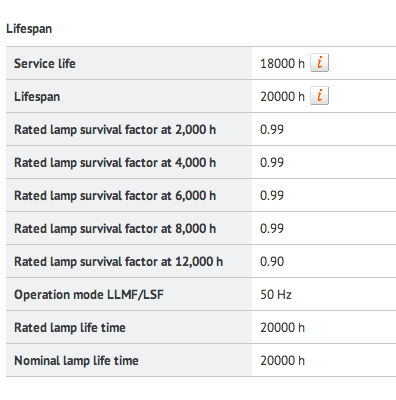 Lifespan
Service life 18000 h i
Lifespan 20000 h i
Rated lamp survival factor at 2,000 h 0.99
Rated lamp survival factor at 4,000 h 0.99
Rated lamp survival factor at 6,000 h 0.99
Rated lamp survival factor at 8,000 h 0.99
Rated lamp survival factor at 12,000 h 0.90
Operation mode LLMF/LSF 50 Hz
Rated lamp life time 20000 h
Nominal lamp life time 20000 h